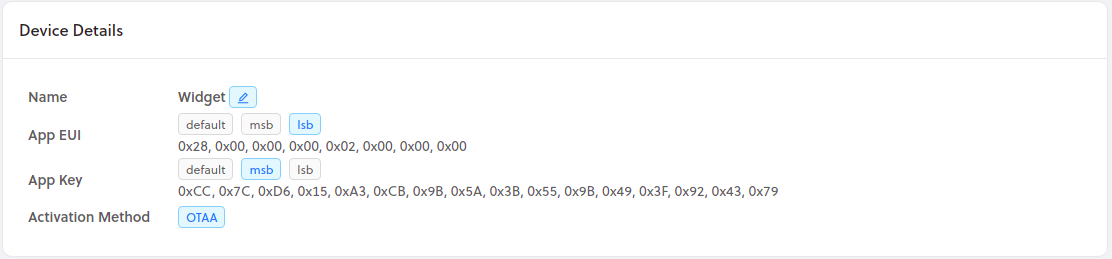 Device Details
Name Widget
default msb lsb
App EUI
0x28, 0x00, 0x00, 0x00, 0x02, 0x00, 0x00, 0x00
default msb lsb
App Key
0xCC, 0x7C, 0xD6, 0x15, 0xA3, 0xCB, 0x9B, 0x5A, 0x3B, 0x55, 0x9B, 0x49, 0x3F, 0x92, 0x43, 0x79
Activation Method OTAA